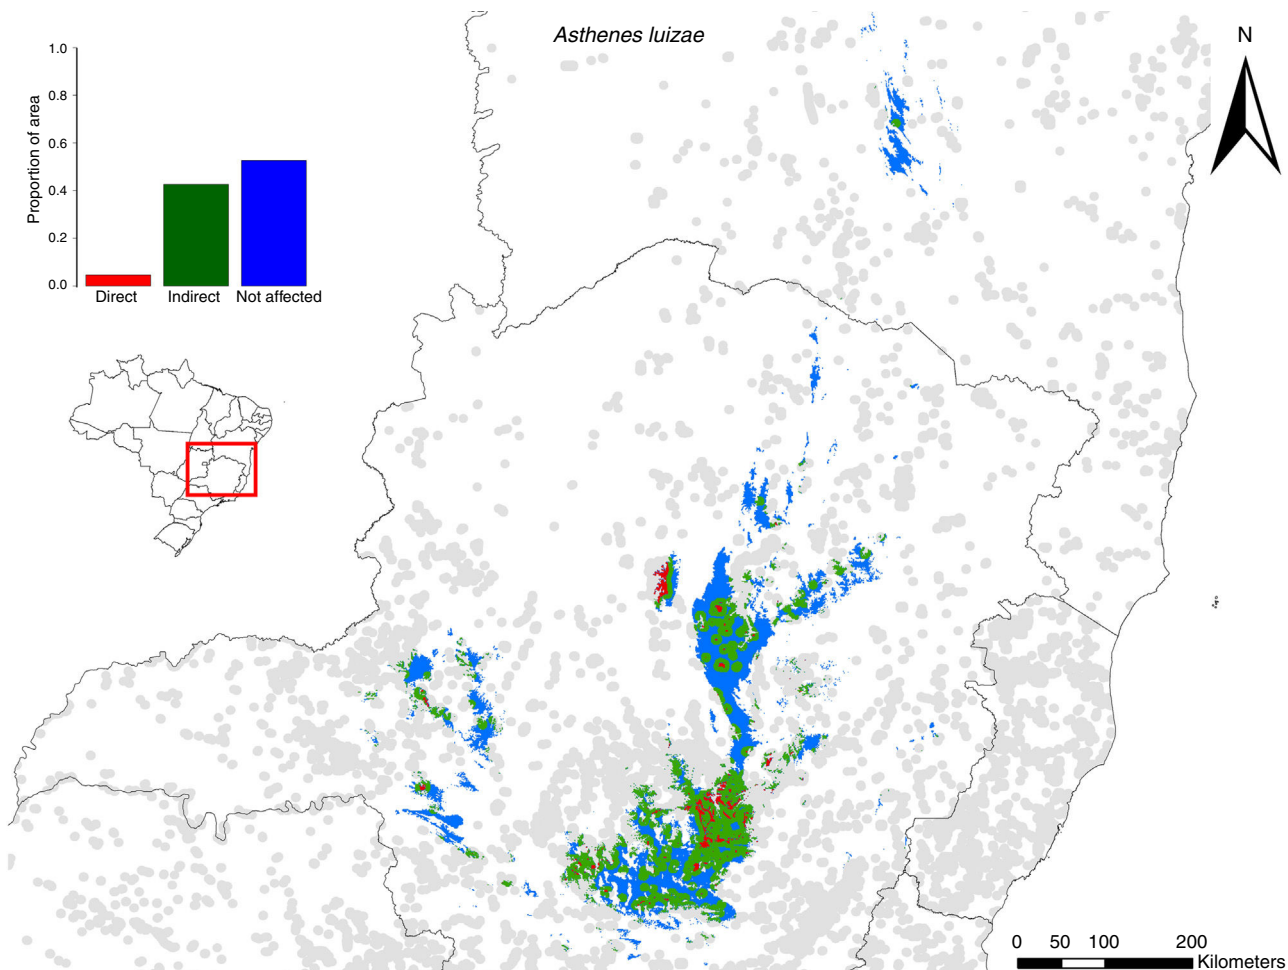 Asthenes luizae
N
1.0
0.8
0.6
0.4
0.2
0.0
Proportion of area
Direct Indirect Not affected
0 50 100 200
Kilometers